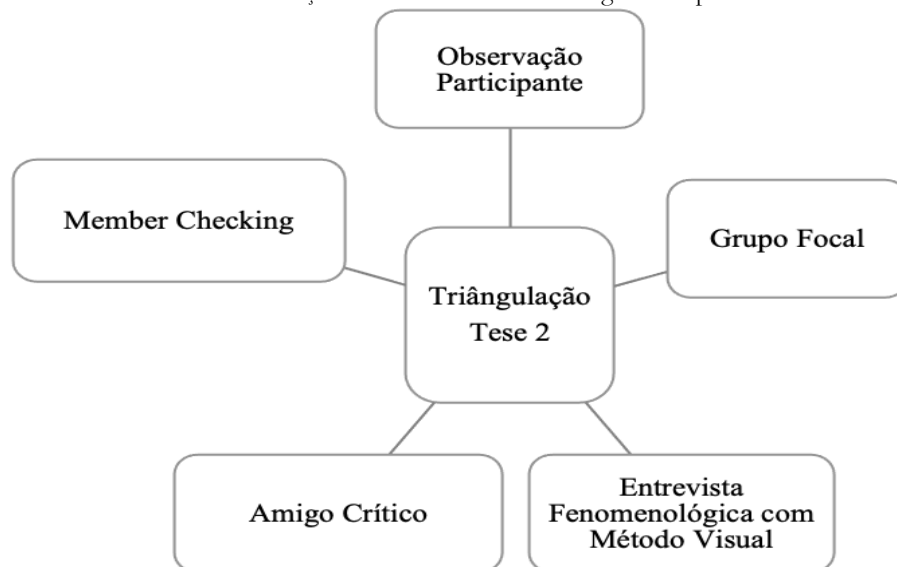 Observação
Participante
Member Checking
Grupo Focal
Triângulação
Tese 2
Amigo Crítico
Entrevista
Fenomenológica com
Método Visual